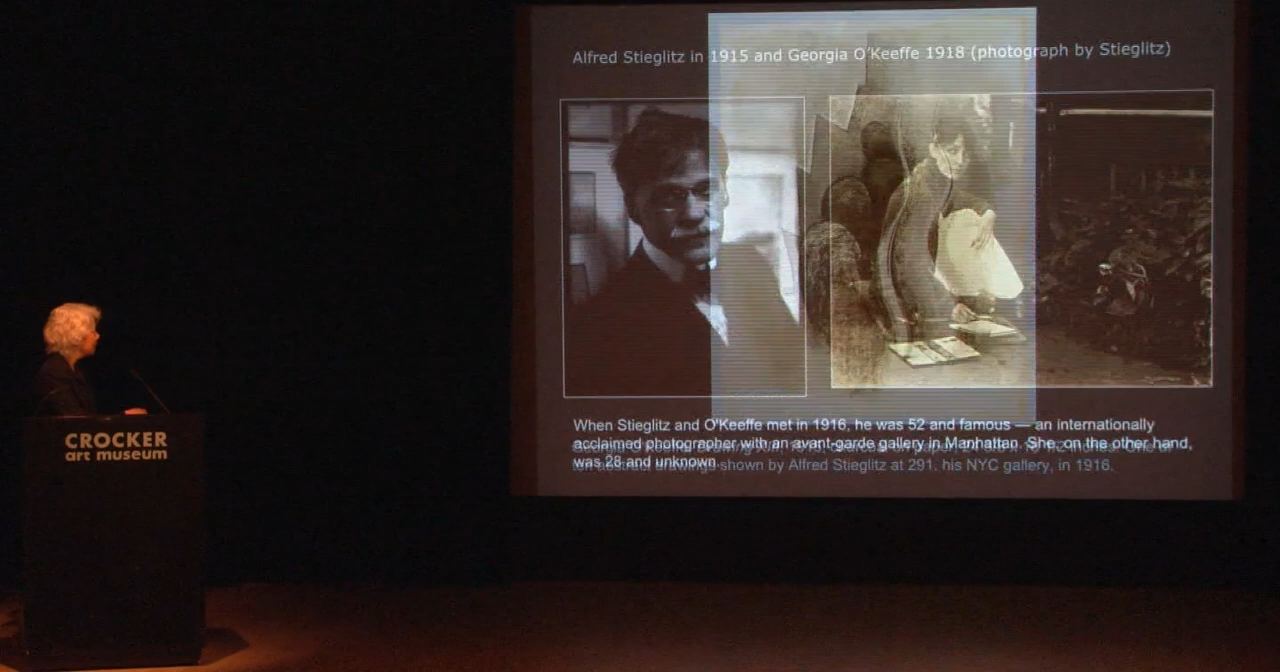 Alfred Stieglitz in 1915 and Georgia O'Keeffe 1918 (photograph by Stieglitz)
When Stieglitz and O'Keeffe met in 1916, he was 52 and famous — an internationally
acclaimed photographer with an avant-garde gallery in Manhattan. She, on the other hand,
was 28 and unknown.
drawings shown by Alfred Stieglitz at 291, his NYC gallery, in 1916.
CROCKER
art museum